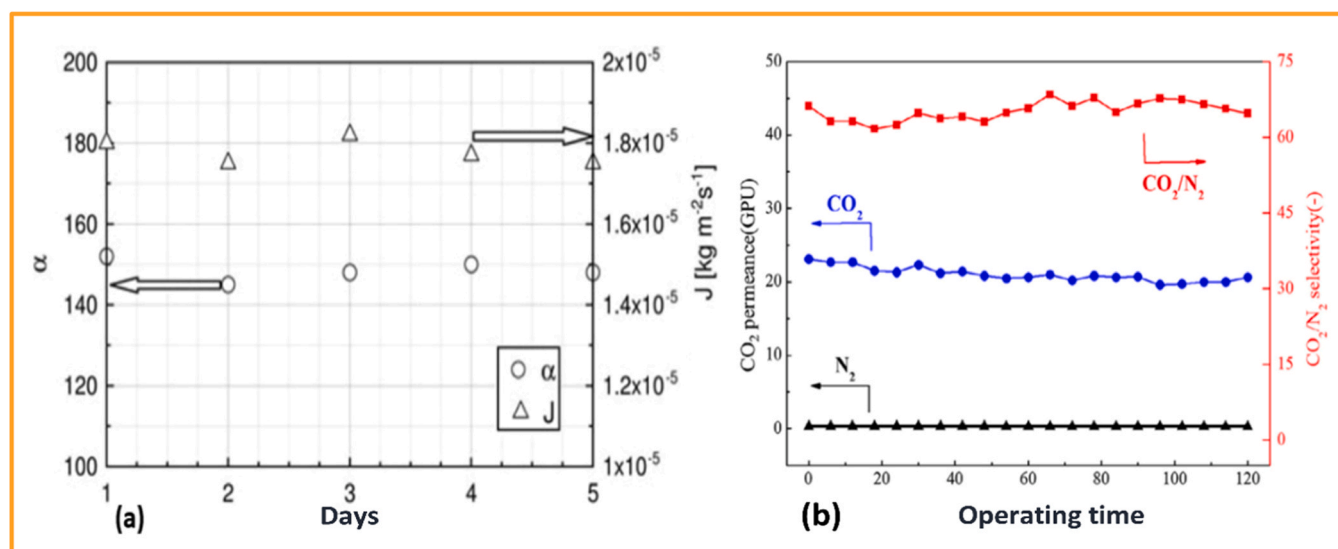 200
180
160
140
120
100
α
1
2
3
4
5
(a)
Days
2x10⁻⁵
1.8x10⁻⁵
1.6x10⁻⁵
1.4x10⁻⁵
1.2x10⁻⁵
1x10⁻⁵
J [kg m⁻²s⁻¹]
α
J
50
40
30
20
10
0
CO₂ permeance(GPU)
0
20
40
60
80
100
120
(b)
Operating time
75
60
45
30
15
0
CO₂/N₂ selectivity(-)
CO₂/N₂
CO₂
N₂